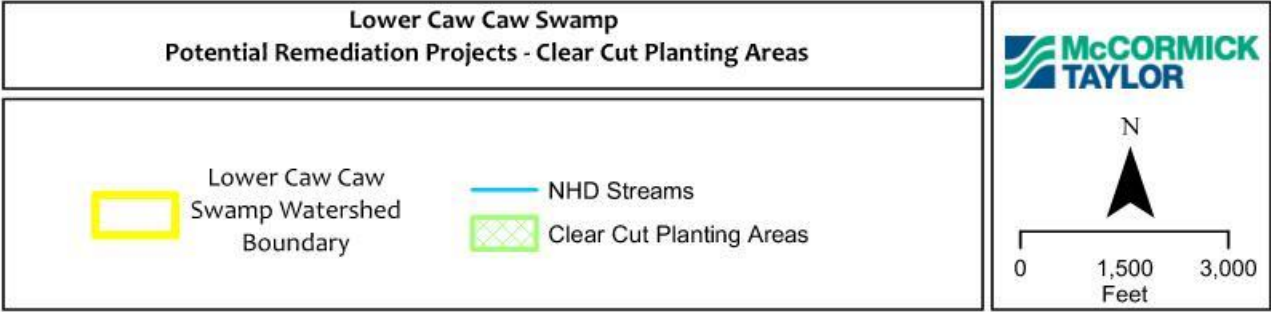 Lower Caw Caw Swamp
Potential Remediation Projects - Clear Cut Planting Areas
Lower Caw Caw
Swamp Watershed
Boundary
NHD Streams
Clear Cut Planting Areas
McCORMICK
TAYLOR
N
0 1,500 3,000
Feet